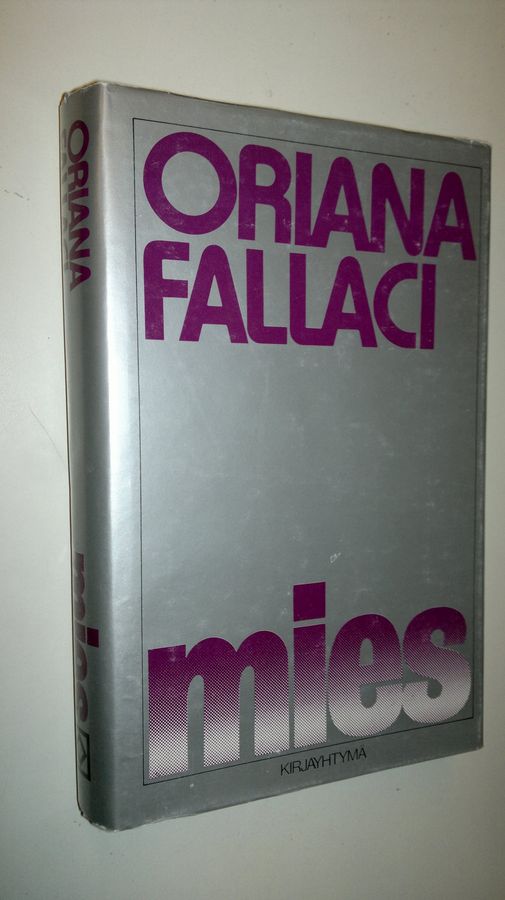 ORIANA
FALLACI
mies
KIRJAYHTYMÄ
ORIANA
mies